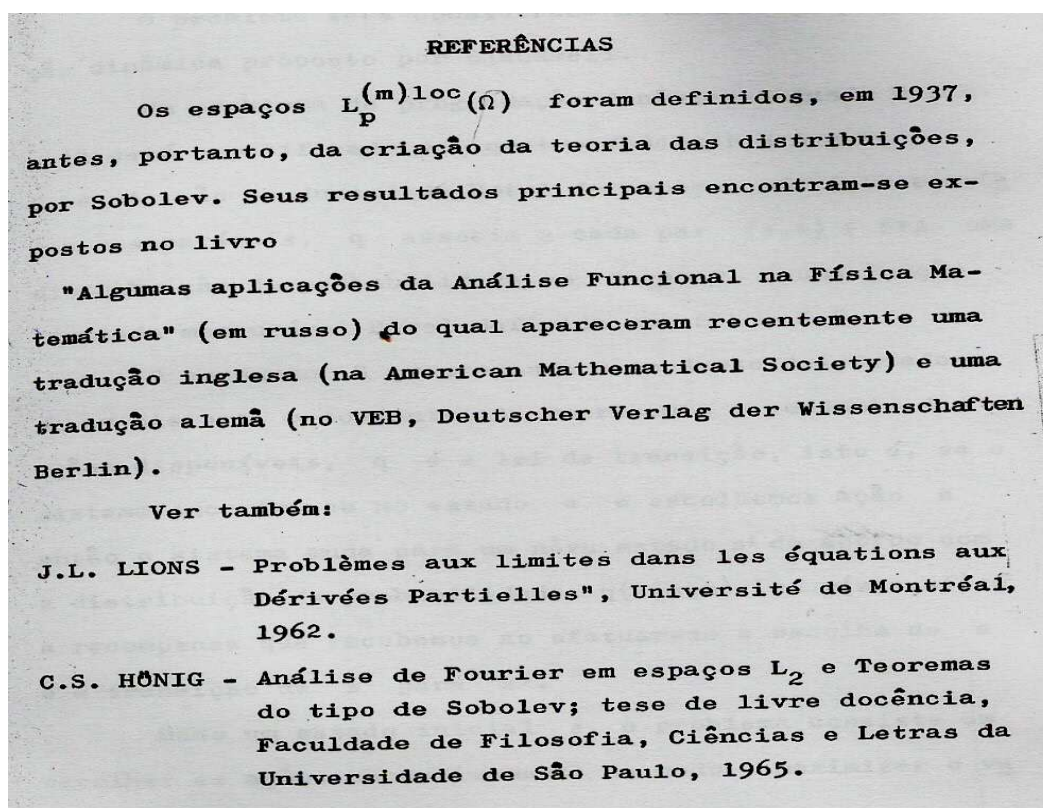 REFERÊNCIAS
Os espaços L_p^(m)loc(Ω) foram definidos, em 1937,
antes, portanto, da criação da teoria das distribuições,
por Sobolev. Seus resultados principais encontram-se ex-
postos no livro
"Algumas aplicações da Análise Funcional na Física Ma-
temática" (em russo) do qual apareceram recentemente uma
tradução inglesa (na American Mathematical Society) e uma
tradução alemã (no VEB, Deutscher Verlag der Wissenschaften
Berlin).
Ver também:
J.L. LIONS - Problèmes aux limites dans les équations aux
Dérivées Partielles", Université de Montréal,
1962.
C.S. HÖNIG - Análise de Fourier em espaços L₂ e Teoremas
do tipo de Sobolev; tese de livre docência,
Faculdade de Filosofia, Ciências e Letras da
Universidade de São Paulo, 1965.